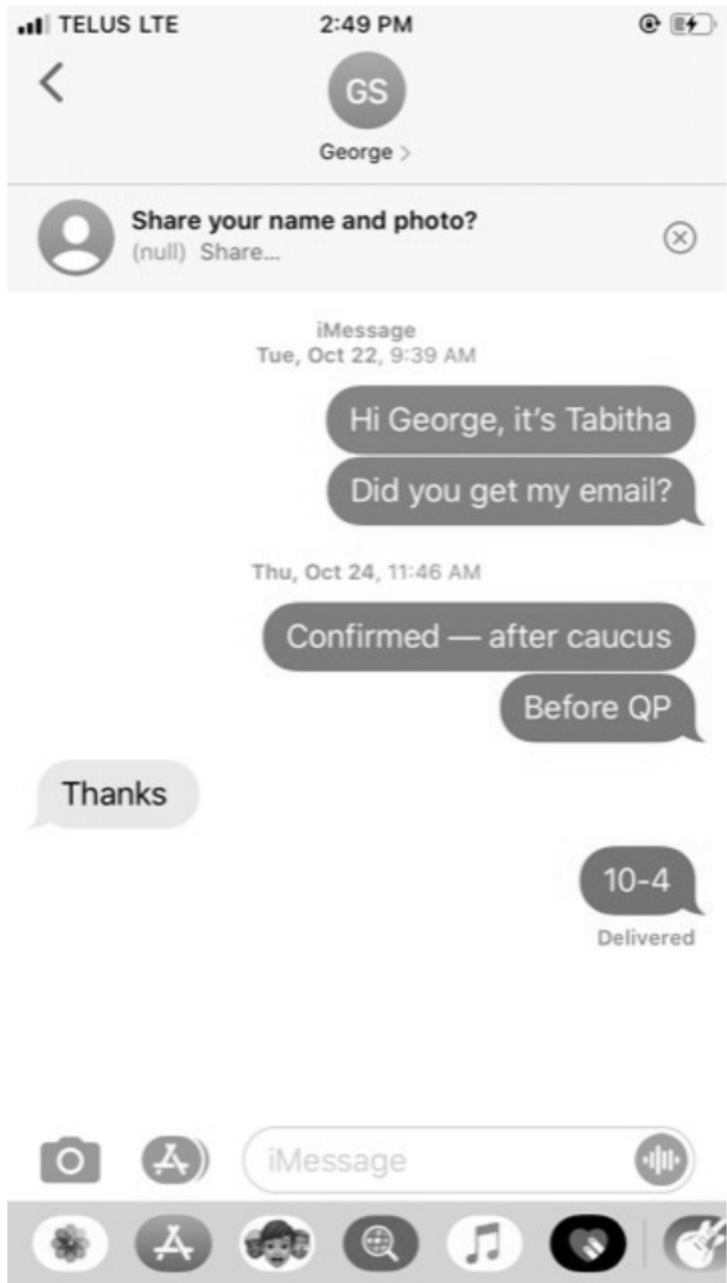 TELUS LTE 2:49 PM
GS
George >
Share your name and photo?
(null) Share...
iMessage
Tue, Oct 22, 9:39 AM
Hi George, it's Tabitha
Did you get my email?
Thu, Oct 24, 11:46 AM
Confirmed — after caucus
Before QP
Thanks
10-4
Delivered
iMessage